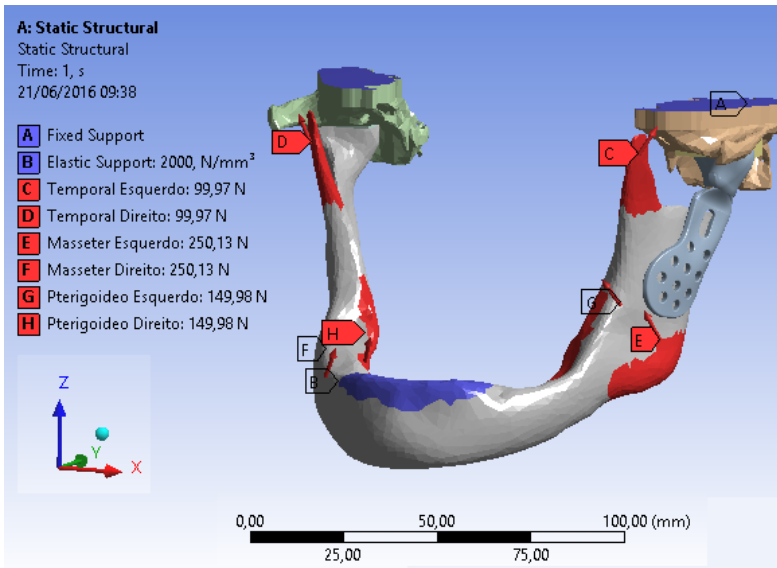 A: Static Structural
Static Structural
Time: 1, s
21/06/2016 09:38
A Fixed Support
B Elastic Support: 2000, N/mm³
C Temporal Esquerdo: 99,97 N
D Temporal Direito: 99,97 N
E Masseter Esquerdo: 250,13 N
F Masseter Direito: 250,13 N
G Pterigoideo Esquerdo: 149,98 N
H Pterigoideo Direito: 149,98 N
A
D
C
G
H
E
F
B
Z
Y
X
0,00 50,00 100,00 (mm)
25,00 75,00